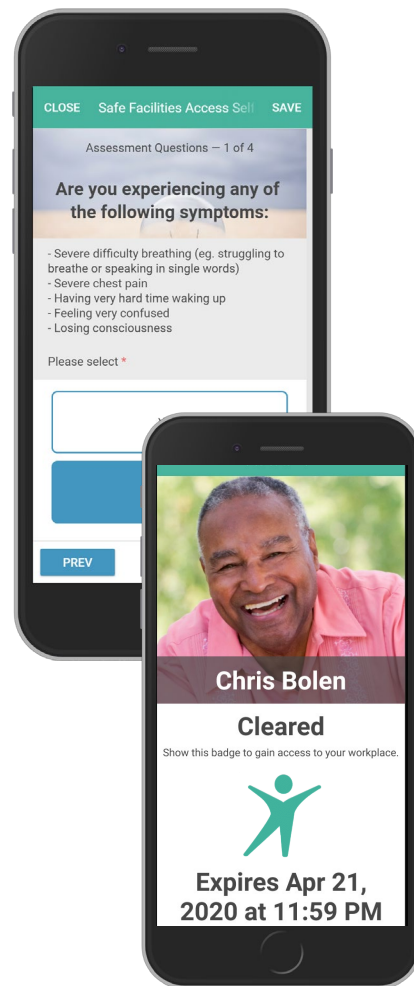 CLOSE Safe Facilities Access Self SAVE
Assessment Questions — 1 of 4
Are you experiencing any of
the following symptoms:
- Severe difficulty breathing (eg. struggling to
breathe or speaking in single words)
- Severe chest pain
- Having very hard time waking up
- Feeling very confused
- Losing consciousness
Please select *
PREV
Chris Bolen
Cleared
Show this badge to gain access to your workplace.
Expires Apr 21,
2020 at 11:59 PM